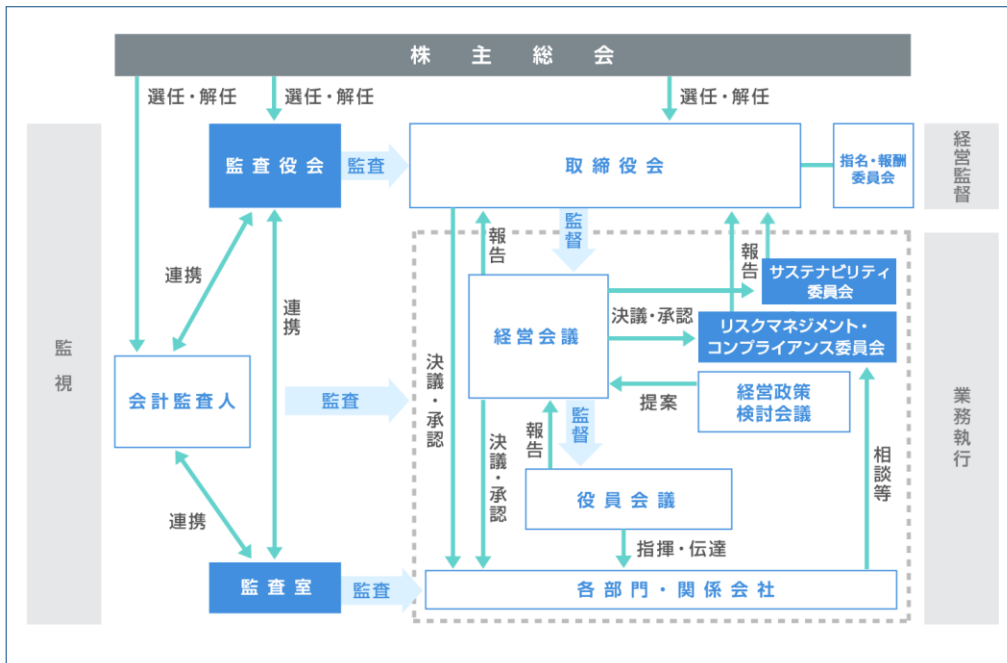 株主総会
選任・解任
選任・解任
選任・解任
監視
監査役会
監査
取締役会
指名・報酬
委員会
経営監督
連携
連携
報告
監督
報告
サステナビリティ
委員会
経営会議
決議・承認
リスクマネジメント・
コンプライアンス委員会
会計監査人
監査
決議・承認
提案
経営政策
検討会議
業務執行
決議・承認
報告
監督
相談等
連携
役員会議
指揮・伝達
監査室
監査
各部門・関係会社